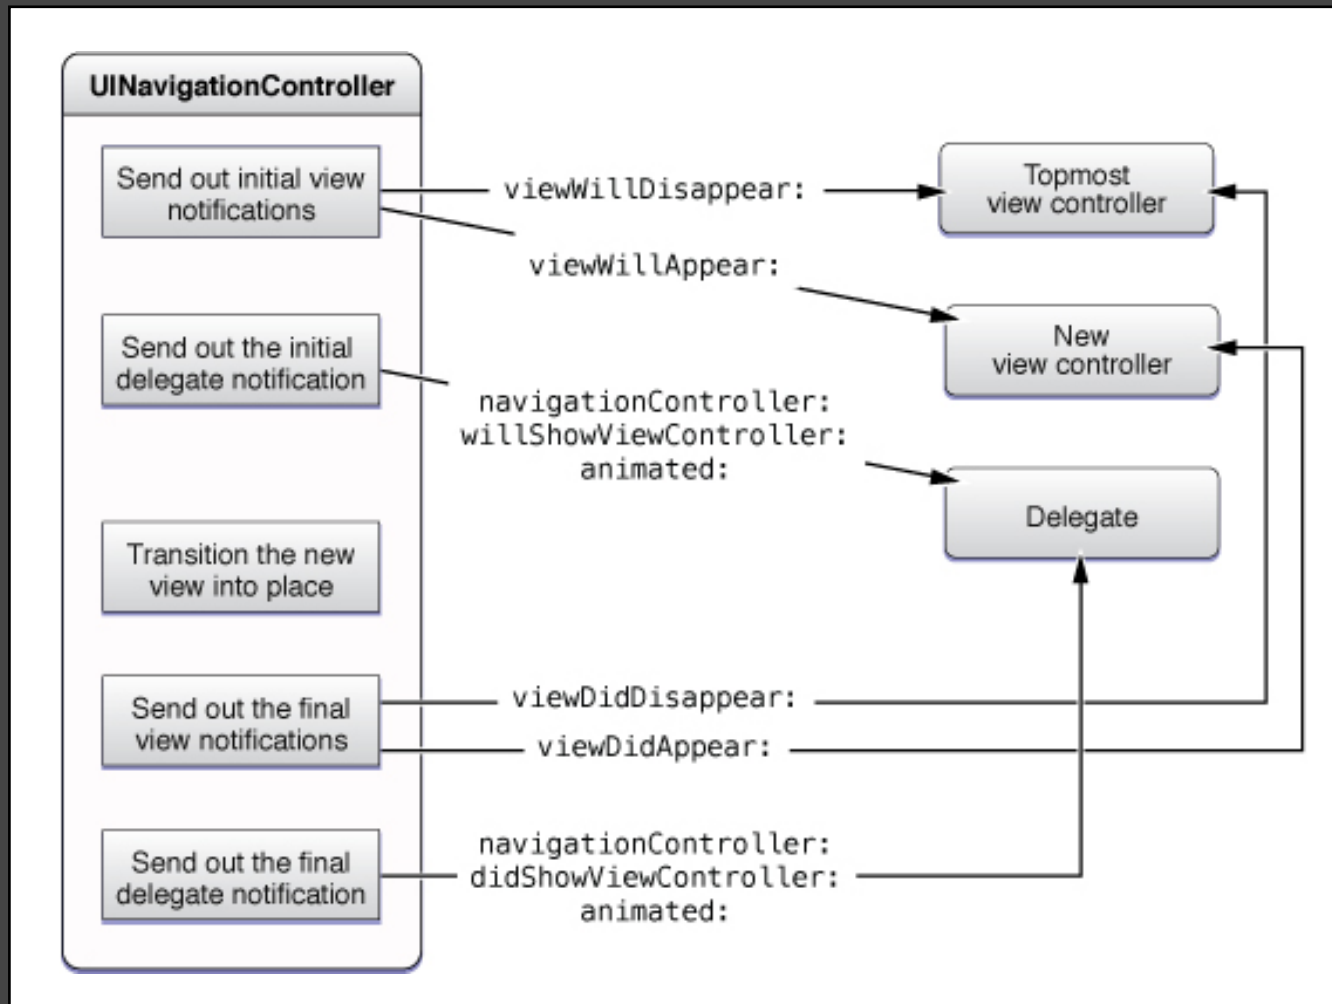 UINavigationController
Send out initial view
notifications
viewWillDisappear:
Topmost
view controller
viewWillAppear:
New
view controller
Send out the initial
delegate notification
navigationController:
willShowViewController:
animated:
Delegate
Transition the new
view into place
Send out the final
view notifications
viewDidDisappear:
viewDidAppear:
Send out the final
delegate notification
navigationController:
didShowViewController:
animated: